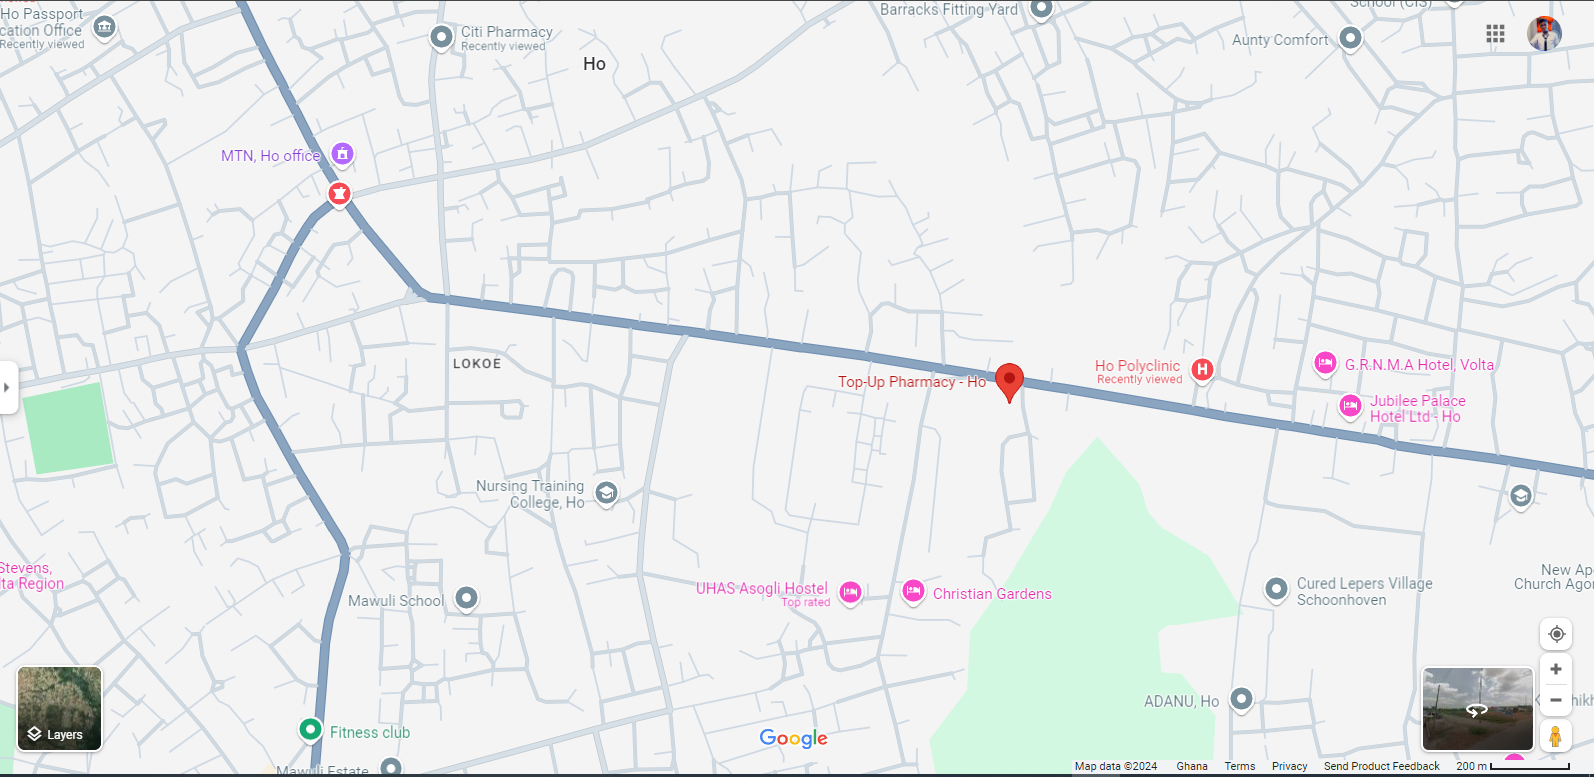 Ho Passport
cation Office
Recently viewed
Citi Pharmacy
Recently viewed
Ho
Barracks Fitting Yard
School (CIS)
Aunty Comfort
MTN, Ho office
LOKOE
Top-Up Pharmacy - Ho
Ho Polyclinic
Recently viewed
H
G.R.N.M.A Hotel, Volta
Jubilee Palace
Hotel Ltd - Ho
Nursing Training
College, Ho
Stevens,
lta Region
Mawuli School
UHAS Asogli Hostel
Top rated
Christian Gardens
Cured Lepers Village
Schoonhoven
New Ap
Church Agor
ADANU, Ho
Fitness club
Mawuli Estate
Layers
Google
Map data ©2024
Ghana
Terms
Privacy
Send Product Feedback
200 m